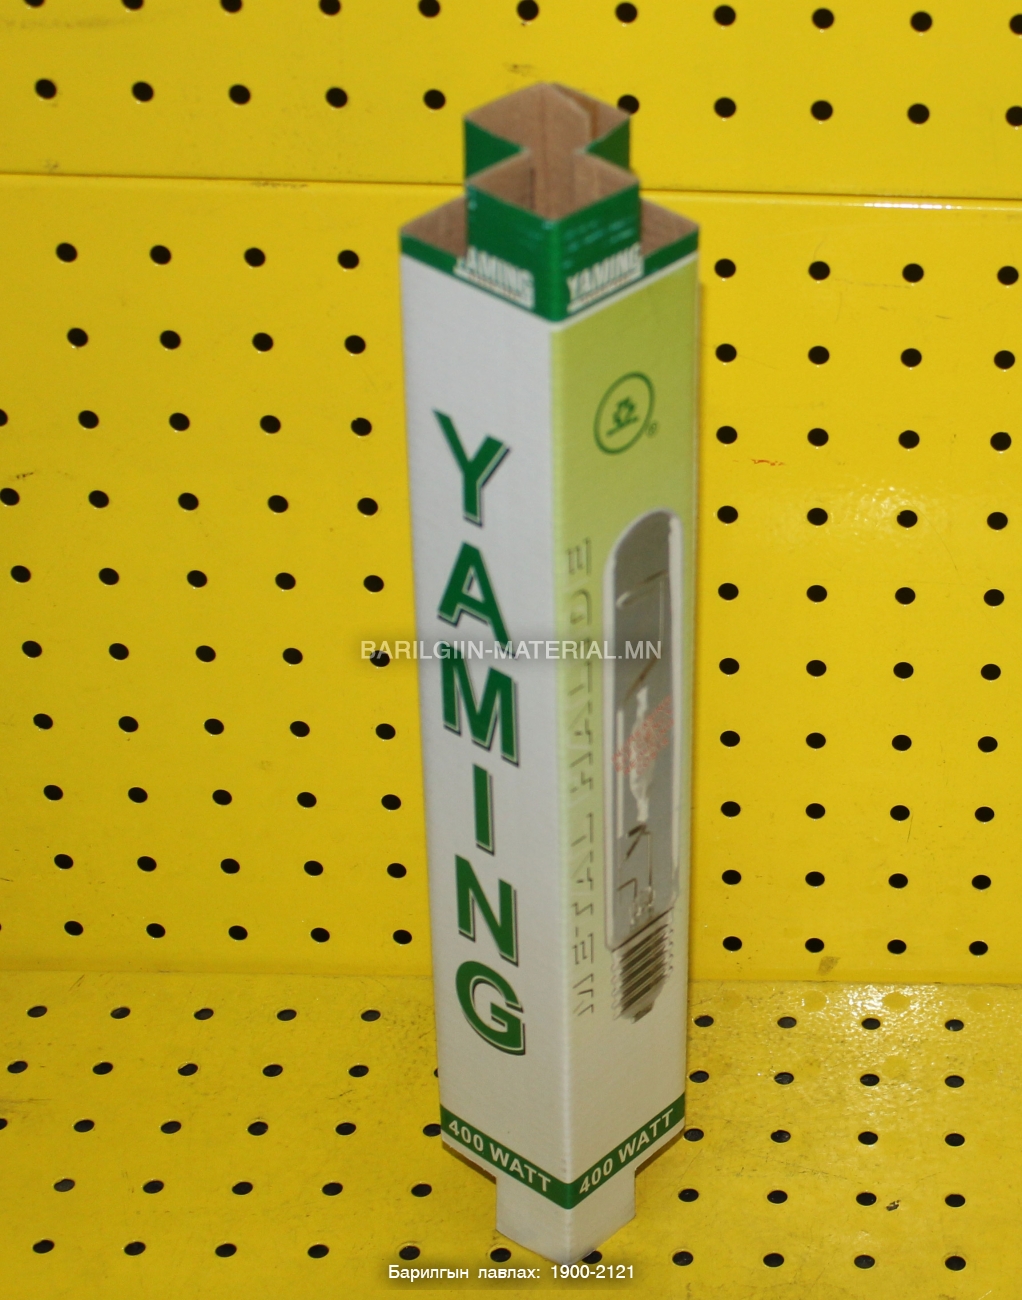 YAMING
YAMING
®
YAMING
METAL HALIDE
BARILGIIN-MATERIAL.MN
400 WATT
400 WATT
Барилгын лавлах: 1900-2121